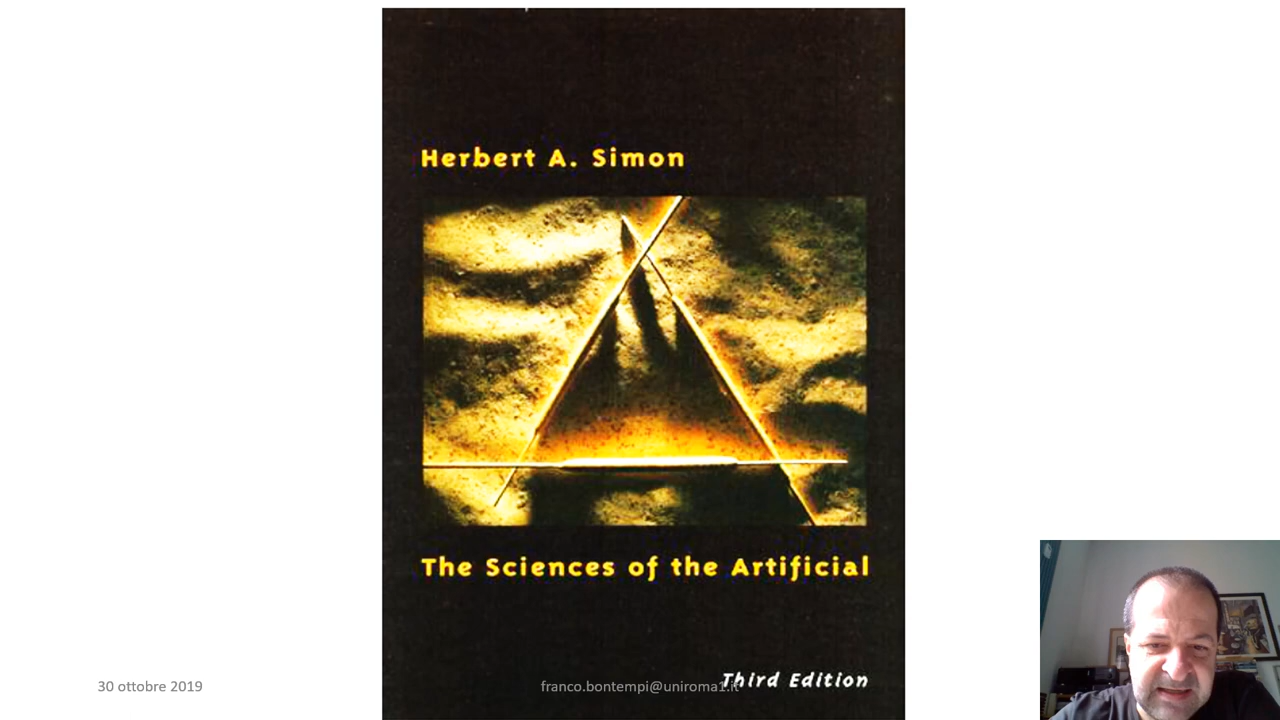 Herbert A. Simon
The Sciences of the Artificial
Third Edition
30 ottobre 2019
franco.bontempi@uniroma1.it